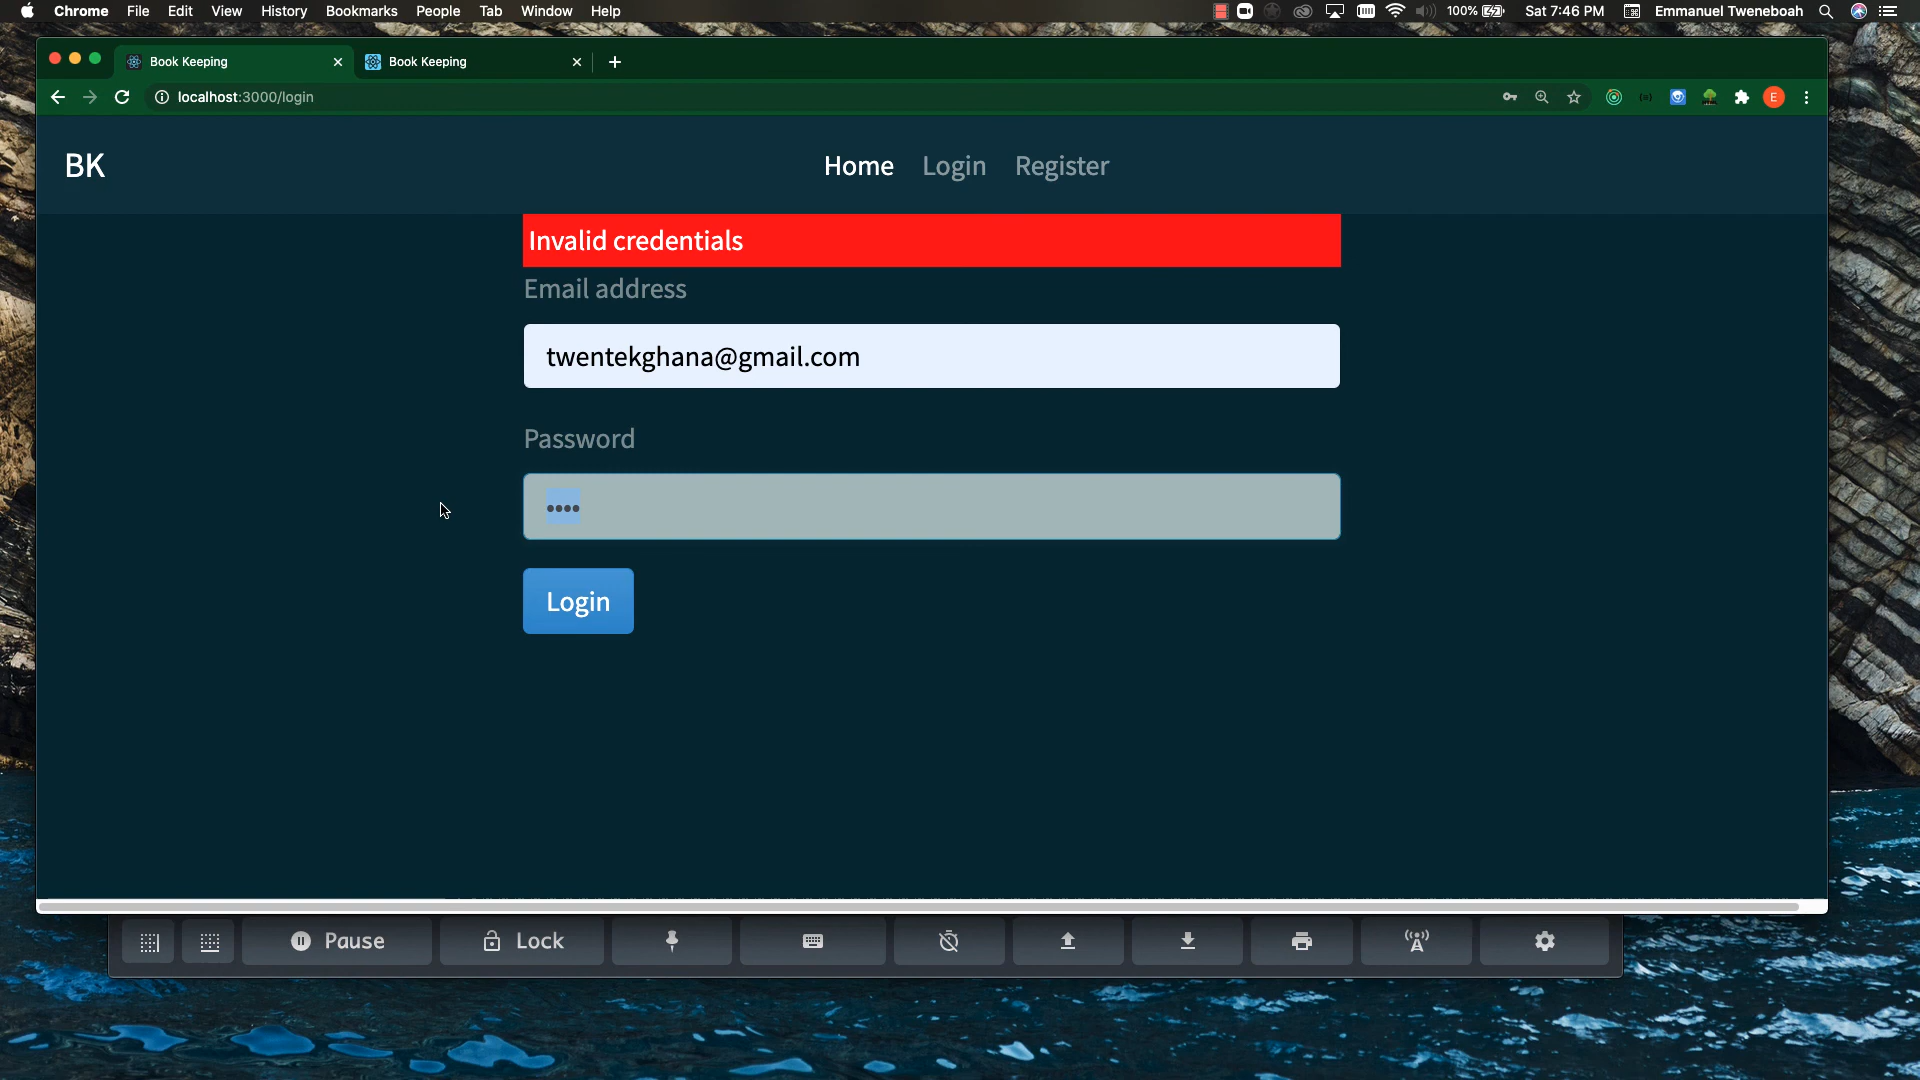 Chrome File Edit View History Bookmarks People Tab Window Help 100% Sat 7:46 PM Emmanuel Tweneboah
Book Keeping Book Keeping
localhost:3000/login E
BK Home Login Register
Invalid credentials
Email address
twentekghana@gmail.com
Password
••••
Login
Pause Lock